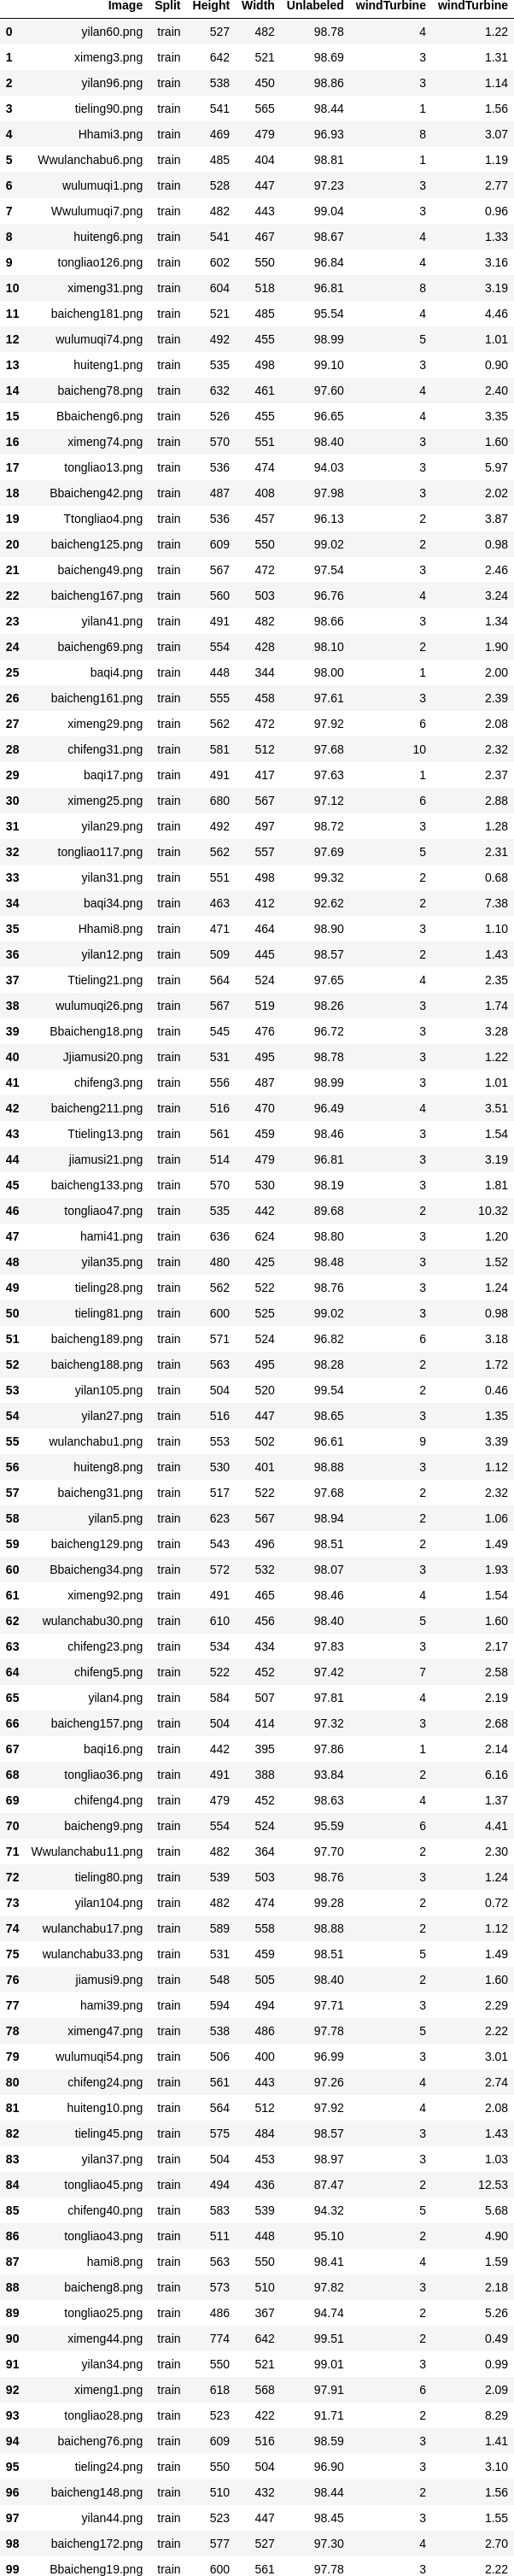 Image Split Height Width Unlabeled windTurbine windTurbine
0 yilan60.png train 527 482 98.78 4 1.22
1 ximeng3.png train 642 521 98.69 3 1.31
2 yilan96.png train 538 450 98.86 3 1.14
3 tieling90.png train 541 565 98.44 1 1.56
4 Hhami3.png train 469 479 96.93 8 3.07
5 Wwulanchabu6.png train 485 404 98.81 1 1.19
6 wulumuqi1.png train 528 447 97.23 3 2.77
7 Wwulumuqi7.png train 482 443 99.04 3 0.96
8 huiteng6.png train 541 467 98.67 4 1.33
9 tongliao126.png train 602 550 96.84 4 3.16
10 ximeng31.png train 604 518 96.81 8 3.19
11 baicheng181.png train 521 485 95.54 4 4.46
12 wulumuqi74.png train 492 455 98.99 5 1.01
13 huiteng1.png train 535 498 99.10 3 0.90
14 baicheng78.png train 632 461 97.60 4 2.40
15 Bbaicheng6.png train 526 455 96.65 4 3.35
16 ximeng74.png train 570 551 98.40 3 1.60
17 tongliao13.png train 536 474 94.03 3 5.97
18 Bbaicheng42.png train 487 408 97.98 3 2.02
19 Ttongliao4.png train 536 457 96.13 2 3.87
20 baicheng125.png train 609 550 99.02 2 0.98
21 baicheng49.png train 567 472 97.54 3 2.46
22 baicheng167.png train 560 503 96.76 4 3.24
23 yilan41.png train 491 482 98.66 3 1.34
24 baicheng69.png train 554 428 98.10 2 1.90
25 baqi4.png train 448 344 98.00 1 2.00
26 baicheng161.png train 555 458 97.61 3 2.39
27 ximeng29.png train 562 472 97.92 6 2.08
28 chifeng31.png train 581 512 97.68 10 2.32
29 baqi17.png train 491 417 97.63 1 2.37
30 ximeng25.png train 680 567 97.12 6 2.88
31 yilan29.png train 492 497 98.72 3 1.28
32 tongliao117.png train 562 557 97.69 5 2.31
33 yilan31.png train 551 498 99.32 2 0.68
34 baqi34.png train 463 412 92.62 2 7.38
35 Hhami8.png train 471 464 98.90 3 1.10
36 yilan12.png train 509 445 98.57 2 1.43
37 Ttieling21.png train 564 524 97.65 4 2.35
38 wulumuqi26.png train 567 519 98.26 3 1.74
39 Bbaicheng18.png train 545 476 96.72 3 3.28
40 Jjiamusi20.png train 531 495 98.78 3 1.22
41 chifeng3.png train 556 487 98.99 3 1.01
42 baicheng211.png train 516 470 96.49 4 3.51
43 Ttieling13.png train 561 459 98.46 3 1.54
44 jiamusi21.png train 514 479 96.81 3 3.19
45 baicheng133.png train 570 530 98.19 3 1.81
46 tongliao47.png train 535 442 89.68 2 10.32
47 hami41.png train 636 624 98.80 3 1.20
48 yilan35.png train 480 425 98.48 3 1.52
49 tieling28.png train 562 522 98.76 3 1.24
50 tieling81.png train 600 525 99.02 3 0.98
51 baicheng189.png train 571 524 96.82 6 3.18
52 baicheng188.png train 563 495 98.28 2 1.72
53 yilan105.png train 504 520 99.54 2 0.46
54 yilan27.png train 516 447 98.65 3 1.35
55 wulanchabu1.png train 553 502 96.61 9 3.39
56 huiteng8.png train 530 401 98.88 3 1.12
57 baicheng31.png train 517 522 97.68 2 2.32
58 yilan5.png train 623 567 98.94 2 1.06
59 baicheng129.png train 543 496 98.51 2 1.49
60 Bbaicheng34.png train 572 532 98.07 3 1.93
61 ximeng92.png train 491 465 98.46 4 1.54
62 wulanchabu30.png train 610 456 98.40 5 1.60
63 chifeng23.png train 534 434 97.83 3 2.17
64 chifeng5.png train 522 452 97.42 7 2.58
65 yilan4.png train 584 507 97.81 4 2.19
66 baicheng157.png train 504 414 97.32 3 2.68
67 baqi16.png train 442 395 97.86 1 2.14
68 tongliao36.png train 491 388 93.84 2 6.16
69 chifeng4.png train 479 452 98.63 4 1.37
70 baicheng9.png train 554 524 95.59 6 4.41
71 Wwulanchabu11.png train 482 364 97.70 2 2.30
72 tieling80.png train 539 503 98.76 3 1.24
73 yilan104.png train 482 474 99.28 2 0.72
74 wulanchabu17.png train 589 558 98.88 2 1.12
75 wulanchabu33.png train 531 459 98.51 5 1.49
76 jiamusi9.png train 548 505 98.40 2 1.60
77 hami39.png train 594 494 97.71 3 2.29
78 ximeng47.png train 538 486 97.78 5 2.22
79 wulumuqi54.png train 506 400 96.99 3 3.01
80 chifeng24.png train 561 443 97.26 4 2.74
81 huiteng10.png train 564 512 97.92 4 2.08
82 tieling45.png train 575 484 98.57 3 1.43
83 yilan37.png train 504 453 98.97 3 1.03
84 tongliao45.png train 494 436 87.47 2 12.53
85 chifeng40.png train 583 539 94.32 5 5.68
86 tongliao43.png train 511 448 95.10 2 4.90
87 hami8.png train 563 550 98.41 4 1.59
88 baicheng8.png train 573 510 97.82 3 2.18
89 tongliao25.png train 486 367 94.74 2 5.26
90 ximeng44.png train 774 642 99.51 2 0.49
91 yilan34.png train 550 521 99.01 3 0.99
92 ximeng1.png train 618 568 97.91 6 2.09
93 tongliao28.png train 523 422 91.71 2 8.29
94 baicheng76.png train 609 516 98.59 3 1.41
95 tieling24.png train 550 504 96.90 3 3.10
96 baicheng148.png train 510 432 98.44 2 1.56
97 yilan44.png train 523 447 98.45 3 1.55
98 baicheng172.png train 577 527 97.30 4 2.70
99 Bbaicheng19.png train 600 561 97.78 3 2.22